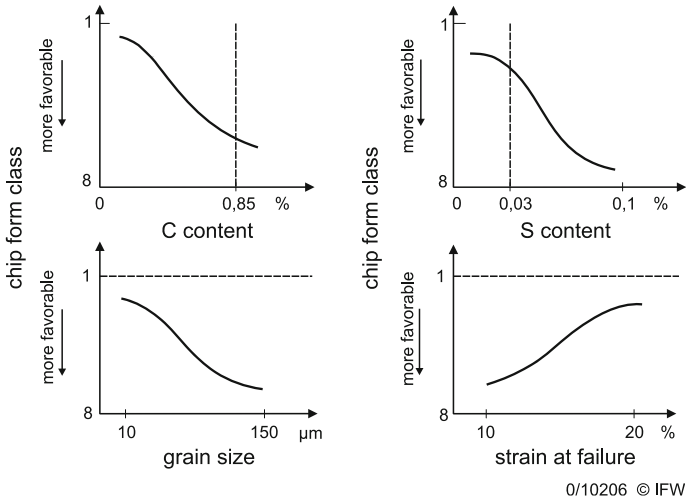 1
more favorable
8
0
0,85
%
C content
1
more favorable
8
0
0,03
0,1
%
S content
chip form class
chip form class
1
more favorable
8
10
150
µm
grain size
1
more favorable
8
10
20
%
strain at failure
0/10206 © IFW